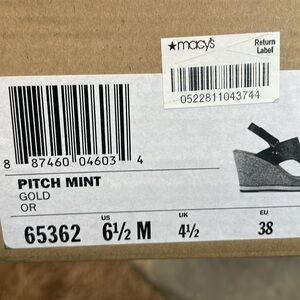 ★macy's
Return
Label
0522811043744
8 87460 04603 4
PITCH MINT
GOLD
OR
US UK EU
65362 6½ M 4½ 38